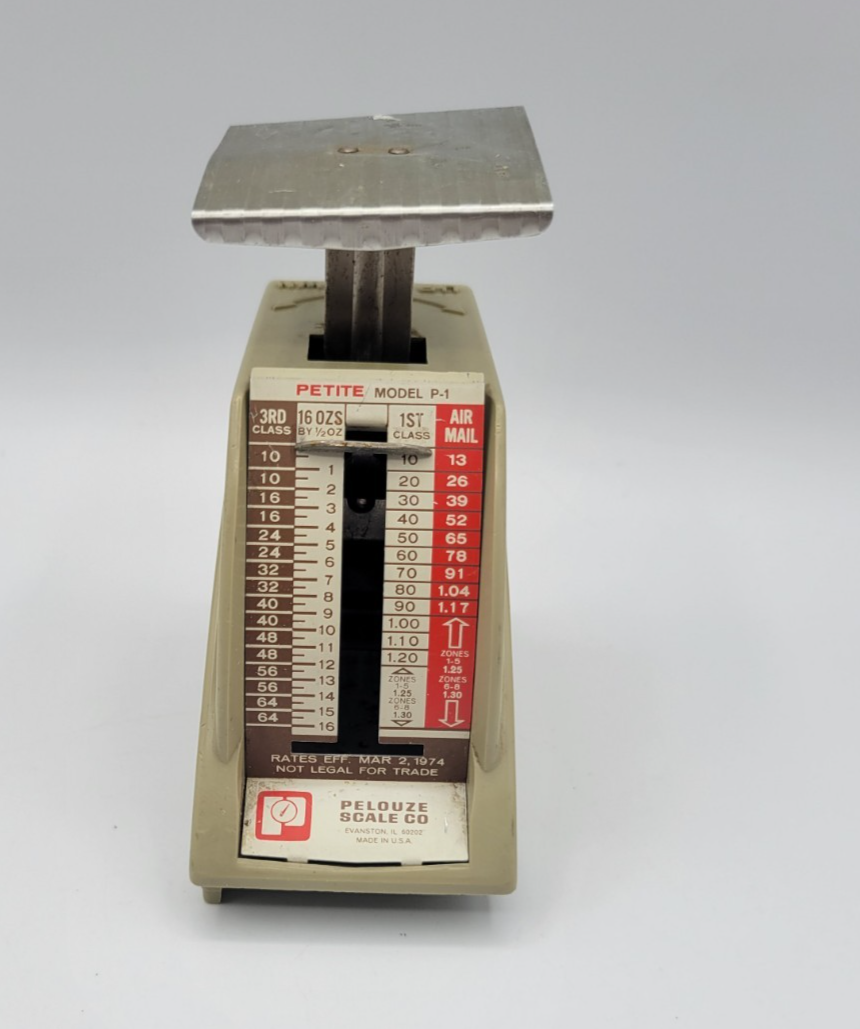 PETITE MODEL P-1
3RD CLASS 16 OZS BY ½ OZ 1ST CLASS AIR MAIL
10 10 13
1
10 20 26
2
16 30 39
3
16 40 52
4
24 50 65
5
24 60 78
6
32 70 91
7
32 80 1.04
8
40 90 1.17
9
40 1.00
10
48 1.10
11
48 1.20
12
56
13
56
14
64
15
64
16
ZONES
1-5
1.25
ZONES
6-8
1.30
ZONES
1-5
1.25
ZONES
6-8
1.30
RATES EFF. MAR 2, 1974
NOT LEGAL FOR TRADE
PELOUZE
SCALE CO
EVANSTON, IL 60202
MADE IN U.S.A.